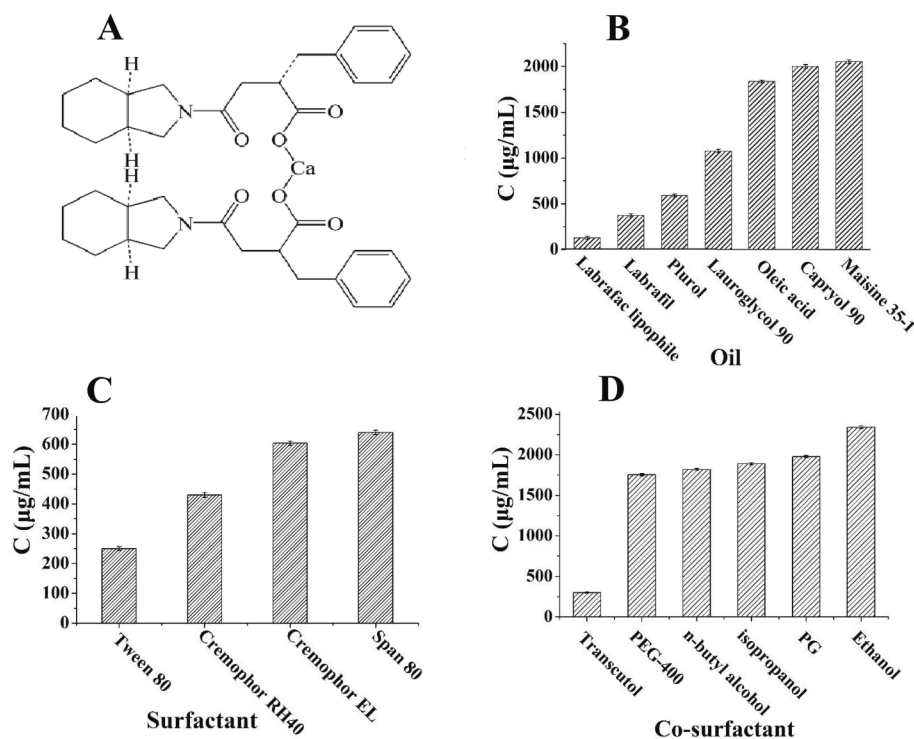 A
H
H
H
H
N
N
O
O
O
O
O
O
Ca
B
C (μg/mL)
2000
1500
1000
500
0
Labrafac lipophile
Labrafil
Plurol
Lauroglycol 90
Oleic acid
Capryol 90
Maisine 35-1
Oil
C
C (μg/mL)
700
600
500
400
300
200
100
0
Tween 80
Cremophor RH40
Cremophor EL
Span 80
Surfactant
D
C (μg/mL)
2500
2000
1500
1000
500
0
Transcutol
PEG-400
n-butyl alcohol
isopropanol
PG
Ethanol
Co-surfactant